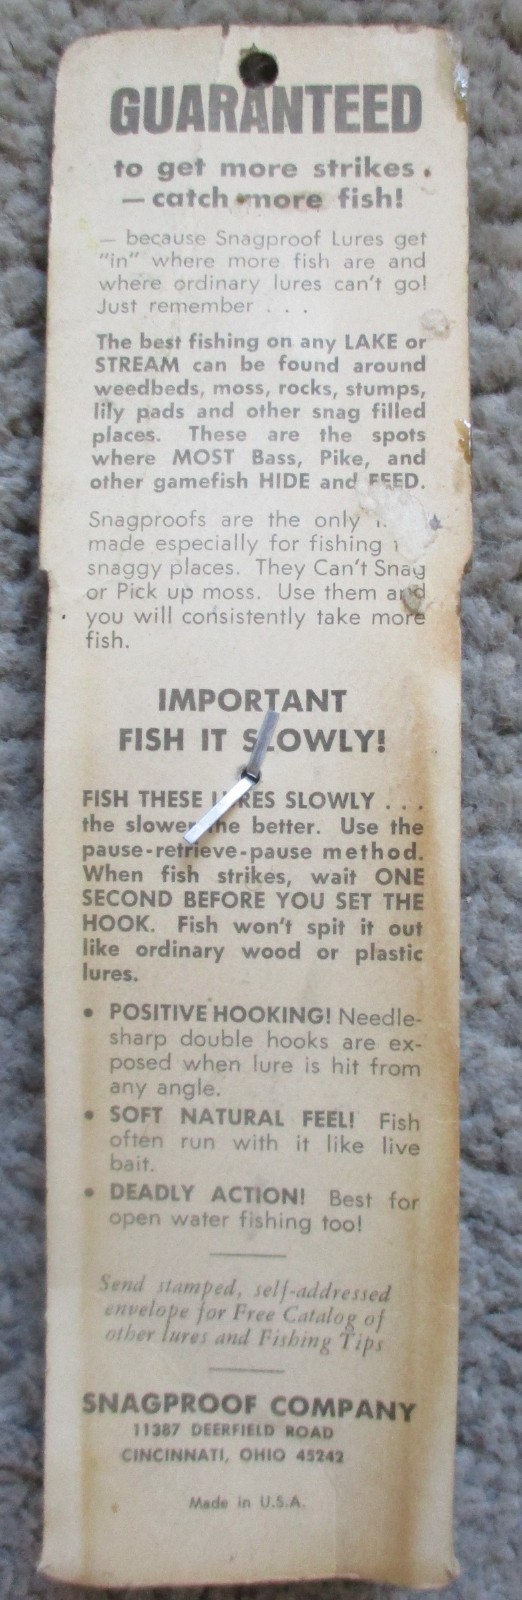 GUARANTEED
to get more strikes.
— catch more fish!
— because Snagproof Lures get
"in" where more fish are and
where ordinary lures can't go!
Just remember . . .
The best fishing on any LAKE or
STREAM can be found around
weedbeds, moss, rocks, stumps,
lily pads and other snag filled
places. These are the spots
where MOST Bass, Pike, and
other gamefish HIDE and FEED.
Snagproofs are the only
made especially for fishing
snaggy places. They Can't Snag
or Pick up moss. Use them and
you will consistently take more
fish.
IMPORTANT
FISH IT SLOWLY!
FISH THESE LURES SLOWLY . . .
the slower the better. Use the
pause-retrieve-pause method.
When fish strikes, wait ONE
SECOND BEFORE YOU SET THE
HOOK. Fish won't spit it out
like ordinary wood or plastic
lures.
• POSITIVE HOOKING! Needle-
sharp double hooks are ex-
posed when lure is hit from
any angle.
• SOFT NATURAL FEEL! Fish
often run with it like live
bait.
• DEADLY ACTION! Best for
open water fishing too!
Send stamped, self-addressed
envelope for Free Catalog of
other lures and Fishing Tips
SNAGPROOF COMPANY
11387 DEERFIELD ROAD
CINCINNATI, OHIO 45242
Made in U.S.A.